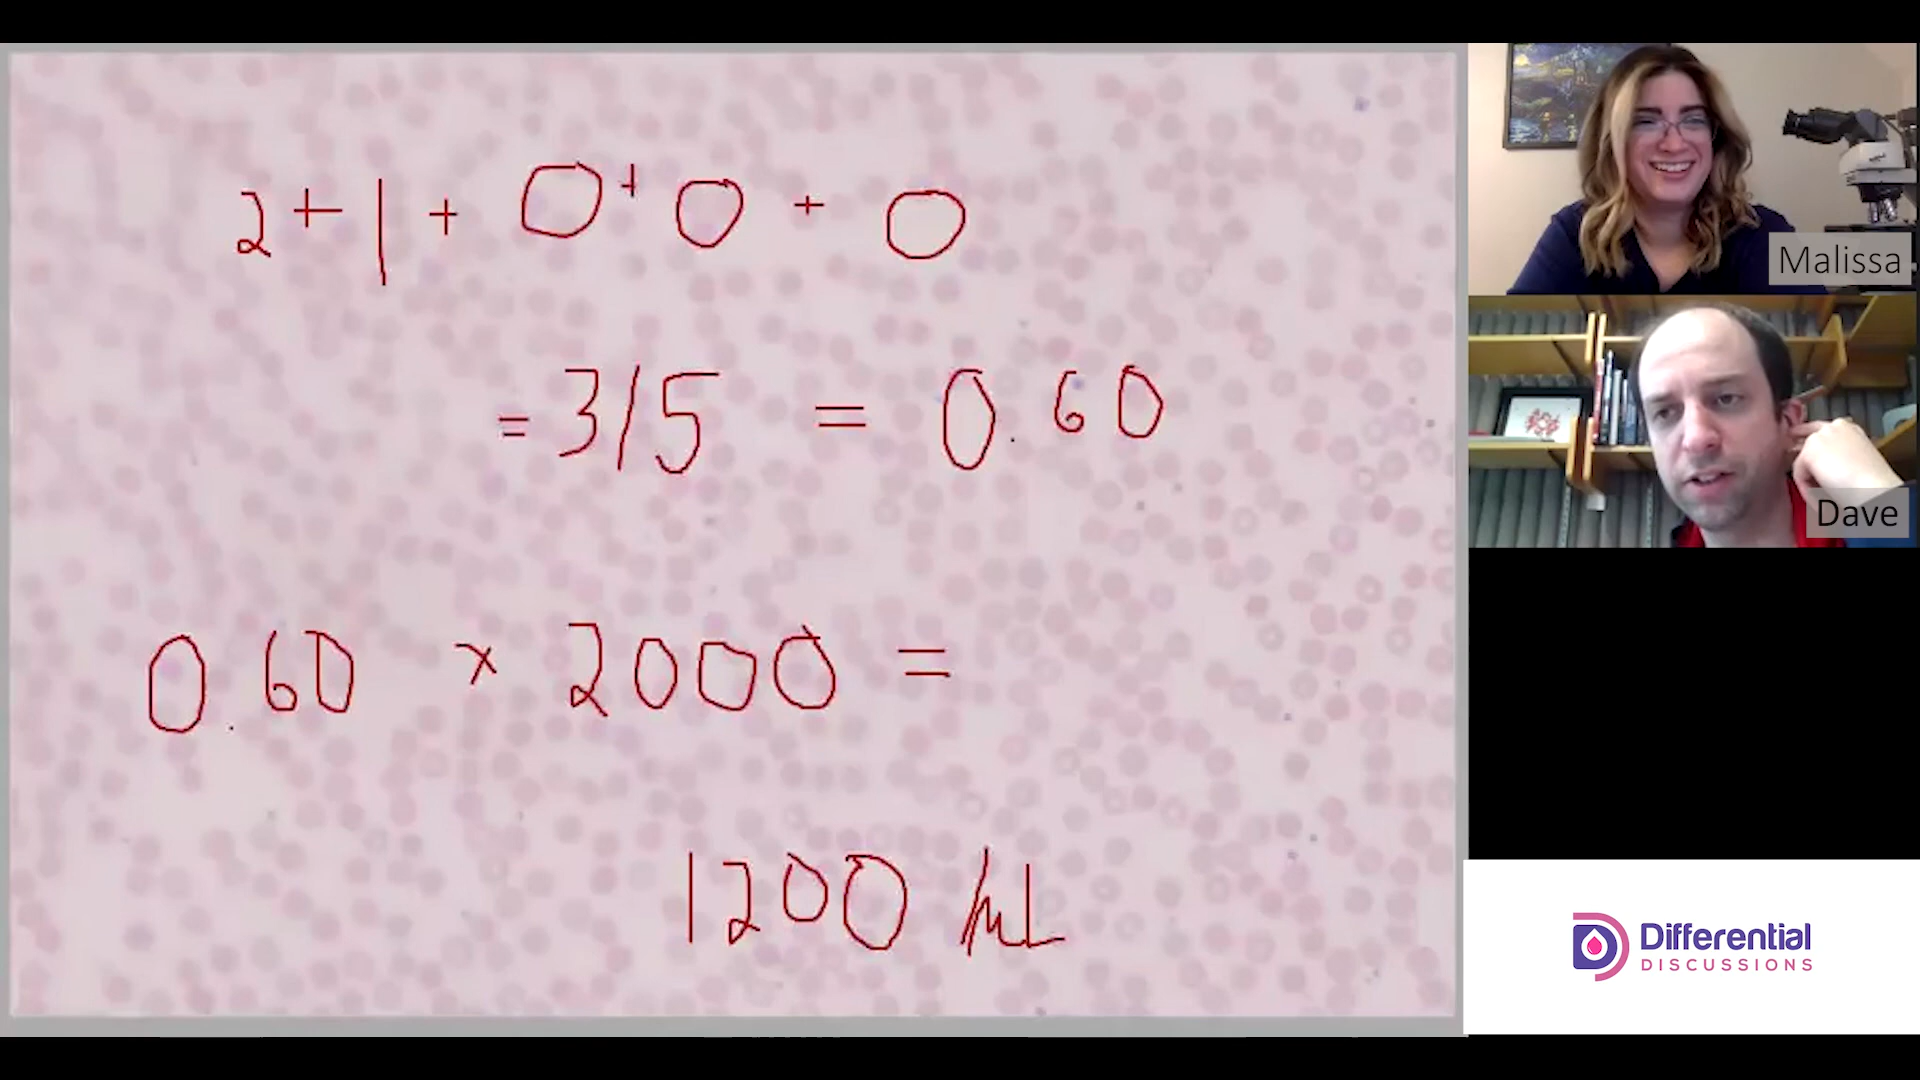 2 + 1 + 0 + 0 + 0
= 3/5 = 0.60
0.60 x 2000 =
1200 /µL
Malissa
Dave
Differential
DISCUSSIONS